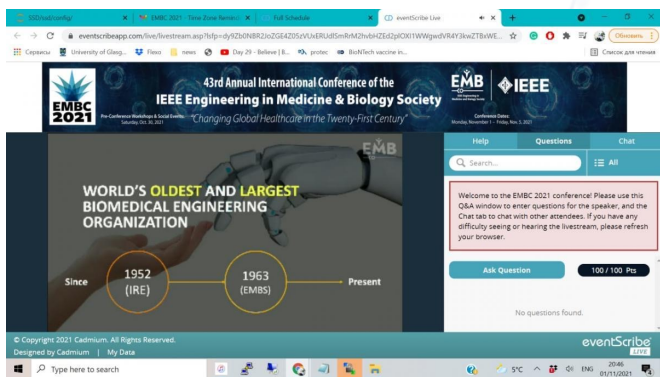 SSD/ssd/config/
EMBC 2021 - Time Zone Reminde
Full Schedule
eventScribe Live
eventscribeapp.com/live/livestream.asp?
Обновить
Сервисы
University of Glasg...
Flexo
news
Day 29 - Believe | B...
protec
BioNTech vaccine in...
Список для чтения
EMBC
2021
43rd Annual International Conference of the
IEEE Engineering in Medicine & Biology Society
Pre-Conference Workshops & Social Events:
Saturday, Oct. 30, 2021
"Changing Global Healthcare in the Twenty-First Century"
Conference Dates:
Monday, November 1 – Friday, Nov. 5, 2021
EMB
IEEE
EMB
WORLD'S OLDEST AND LARGEST
BIOMEDICAL ENGINEERING
ORGANIZATION
Since
1952
(IRE)
1963
(EMBS)
Present
Help
Questions
Chat
Search...
All
Welcome to the EMBC 2021 conference! Please use this
Q&A window to enter questions for the speaker, and the
Chat tab to chat with other attendees. If you have any
difficulty seeing or hearing the livestream, please refresh
your browser.
Ask Question
100 / 100 Pts
No questions found.
© Copyright 2021 Cadmium. All Rights Reserved.
Designed by Cadmium | My Data
eventScribe
LIVE
Type here to search
5°C
ENG
20:46
01/11/2021